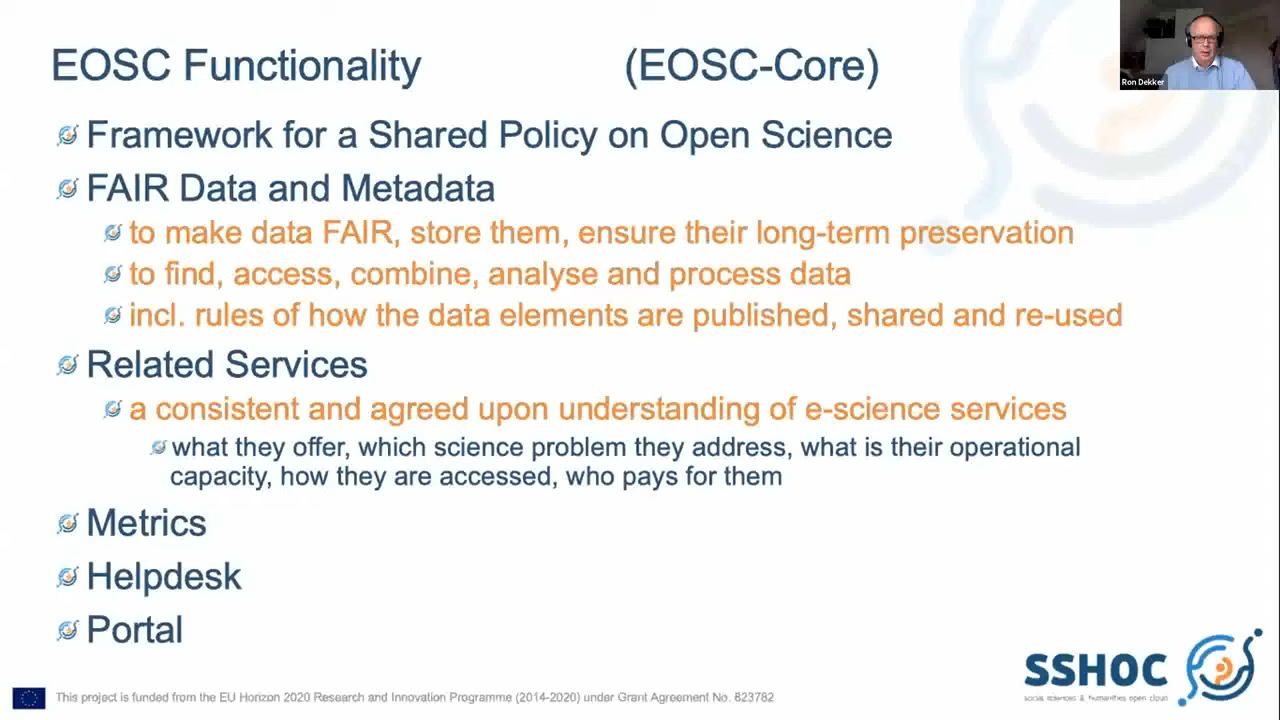 EOSC Functionality (EOSC-Core)
Ron Dekker
Framework for a Shared Policy on Open Science
FAIR Data and Metadata
to make data FAIR, store them, ensure their long-term preservation
to find, access, combine, analyse and process data
incl. rules of how the data elements are published, shared and re-used
Related Services
a consistent and agreed upon understanding of e-science services
what they offer, which science problem they address, what is their operational
capacity, how they are accessed, who pays for them
Metrics
Helpdesk
Portal
SSHOC
social sciences & humanities open cloud
This project is funded from the EU Horizon 2020 Research and Innovation Programme (2014-2020) under Grant Agreement No. 823782